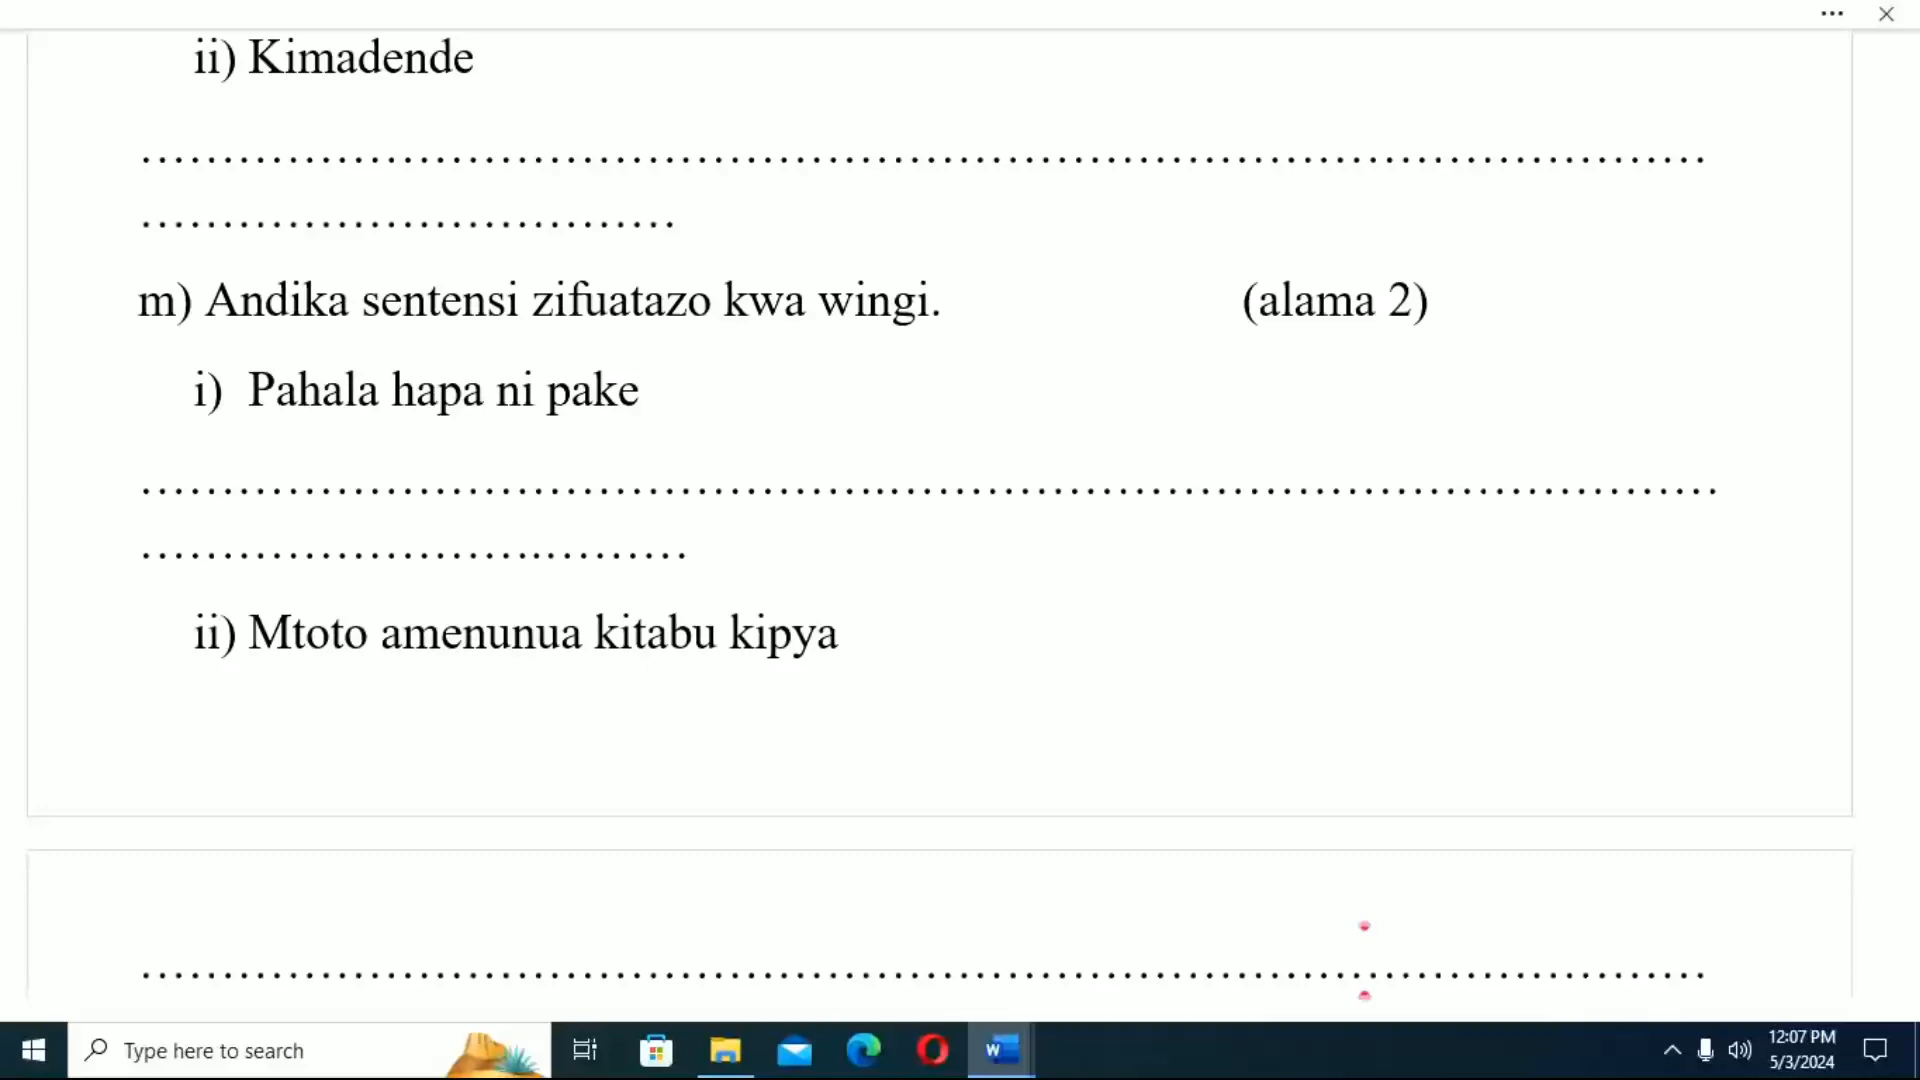 ii) Kimadende
………………………………………………………………………………………
……………………………
m) Andika sentensi zifuatazo kwa wingi. (alama 2)
i) Pahala hapa ni pake
………………………………………………………………………………………
……………………………
ii) Mtoto amenunua kitabu kipya
………………………………………………………………………………………
Type here to search
12:07 PM
5/3/2024